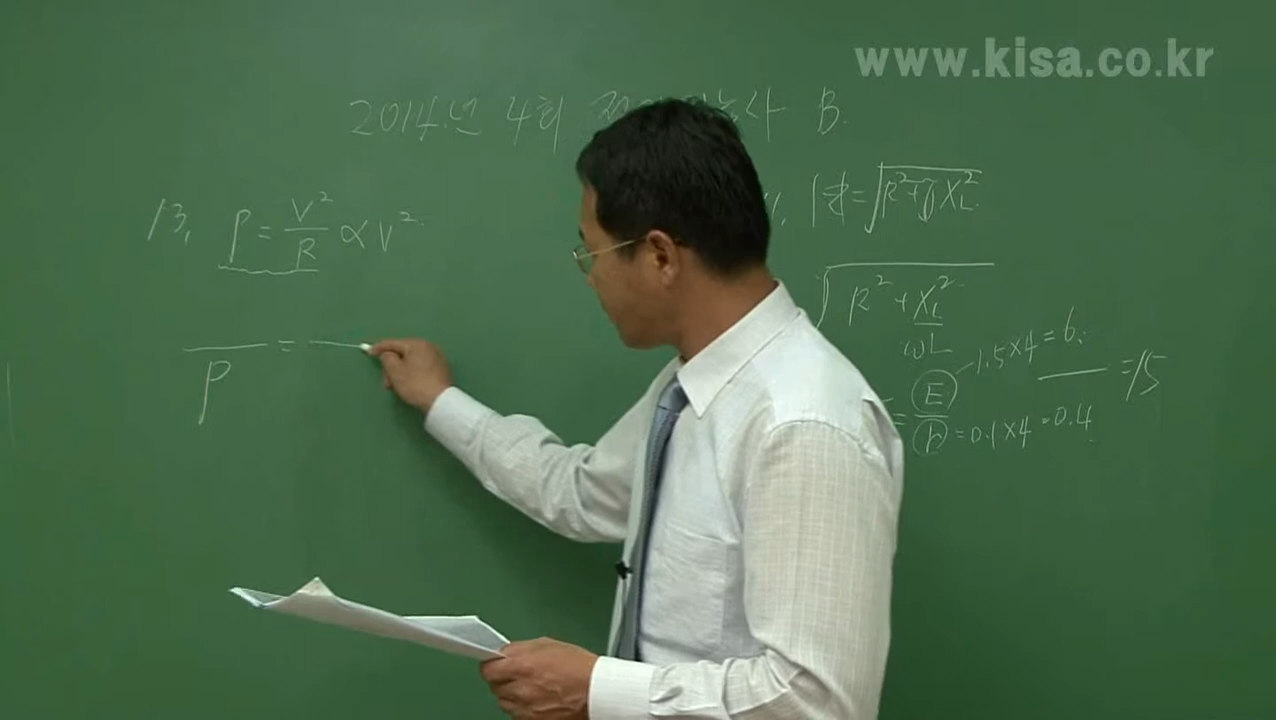 www.kisa.co.kr
2014년 4회 B.
13. P = V²/R ∝ V²
P =
= √R²+ X_L²
√R² + X_L²
ωL
= E/r
1.5×4=6.
=0.1×4=0.4
=15